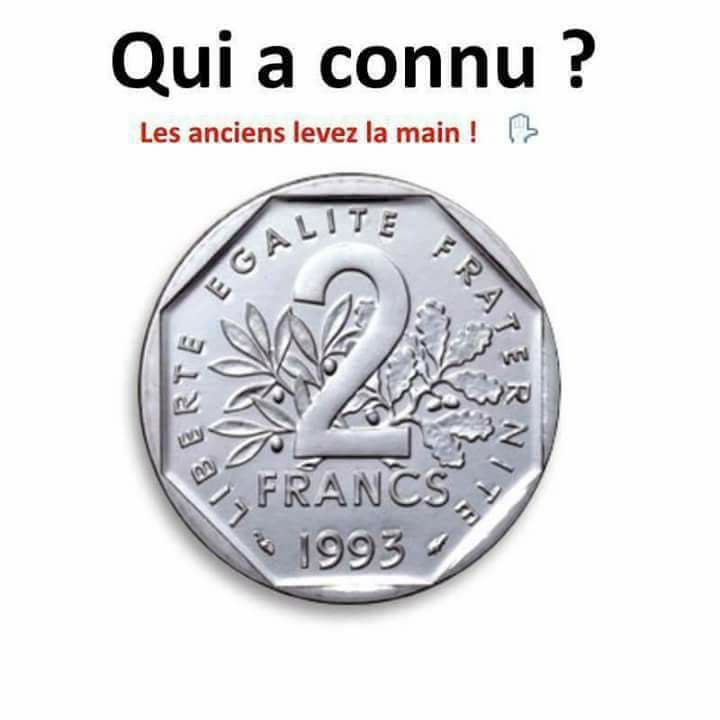 Qui a connu ?
Les anciens levez la main !
LIBERTE EGALITE FRATERNITE
2
FRANCS
1993